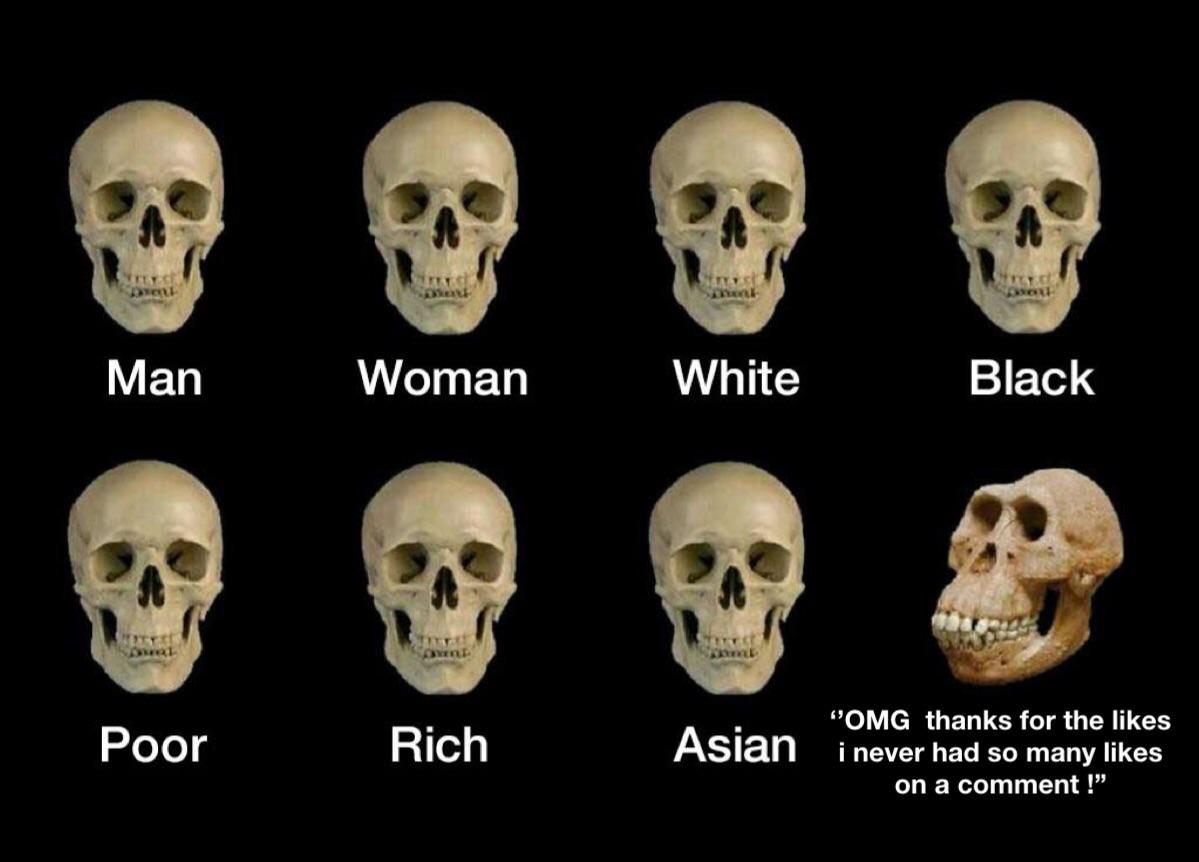 Man
Woman
White
Black
Poor
Rich
Asian
‘’OMG  thanks for the likes
i never had so many likes
on a comment !”